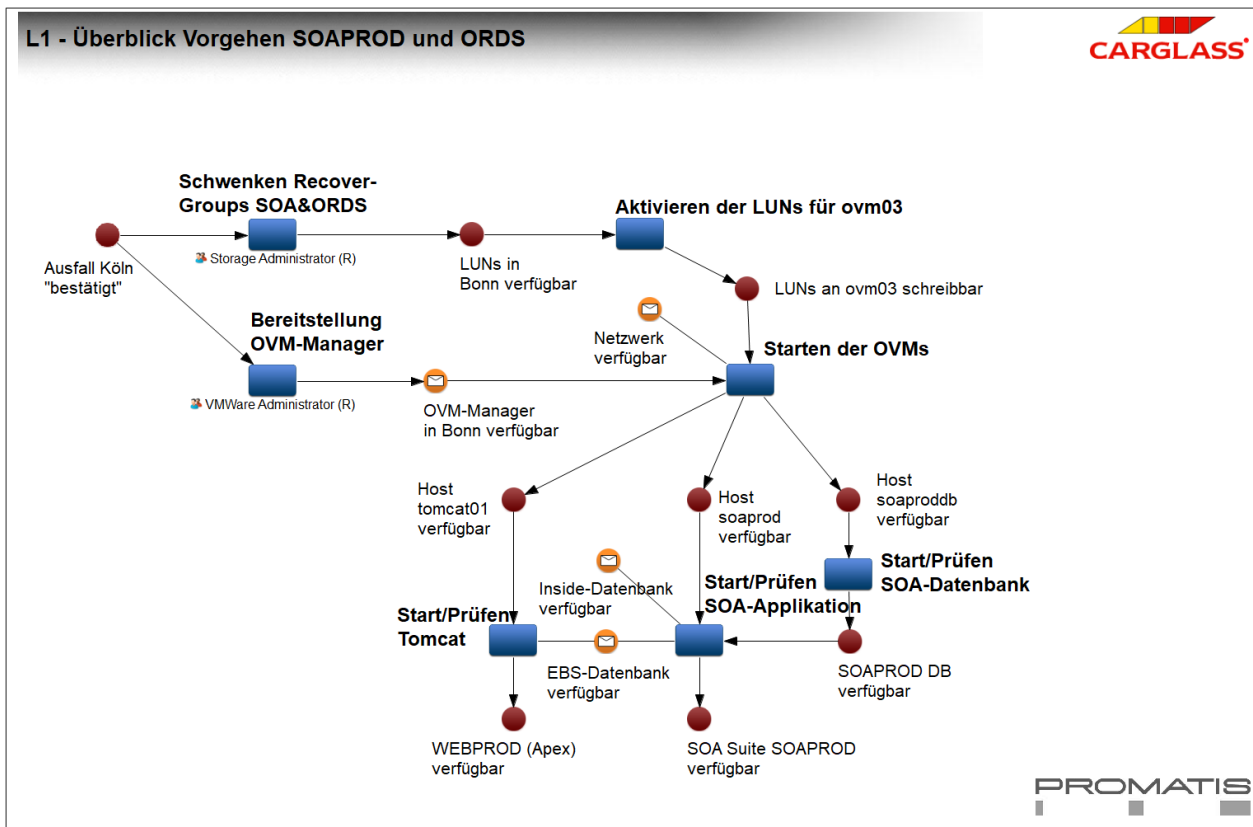 L1 - Überblick Vorgehen SOAPROD und ORDS
CARGLASS
Schwenken Recover-
Groups SOA&ORDS
Aktivieren der LUNs für ovm03
Storage Administrator (R)
Ausfall Köln
"bestätigt"
LUNs in
Bonn verfügbar
LUNs an ovm03 schreibbar
Bereitstellung
OVM-Manager
Netzwerk
verfügbar
Starten der OVMs
VMWare Administrator (R)
OVM-Manager
in Bonn verfügbar
Host
tomcat01
verfügbar
Host
soaprod
verfügbar
Host
soaproddb
verfügbar
Inside-Datenbank
verfügbar
Start/Prüfen
SOA-Applikation
Start/Prüfen
SOA-Datenbank
Start/Prüfen
Tomcat
EBS-Datenbank
verfügbar
SOAPROD DB
verfügbar
WEBPROD (Apex)
verfügbar
SOA Suite SOAPROD
verfügbar
PROMATIS